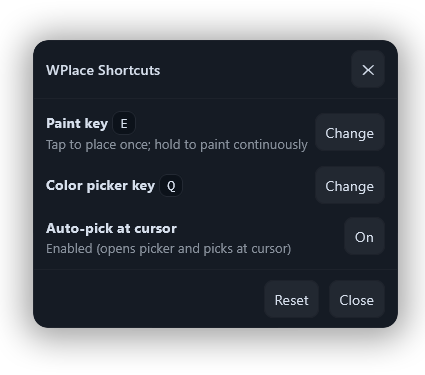 WPlace Shortcuts
Paint key E
Change
Tap to place once; hold to paint continuously
Color picker key Q
Change
Auto-pick at cursor
On
Enabled (opens picker and picks at cursor)
Reset Close